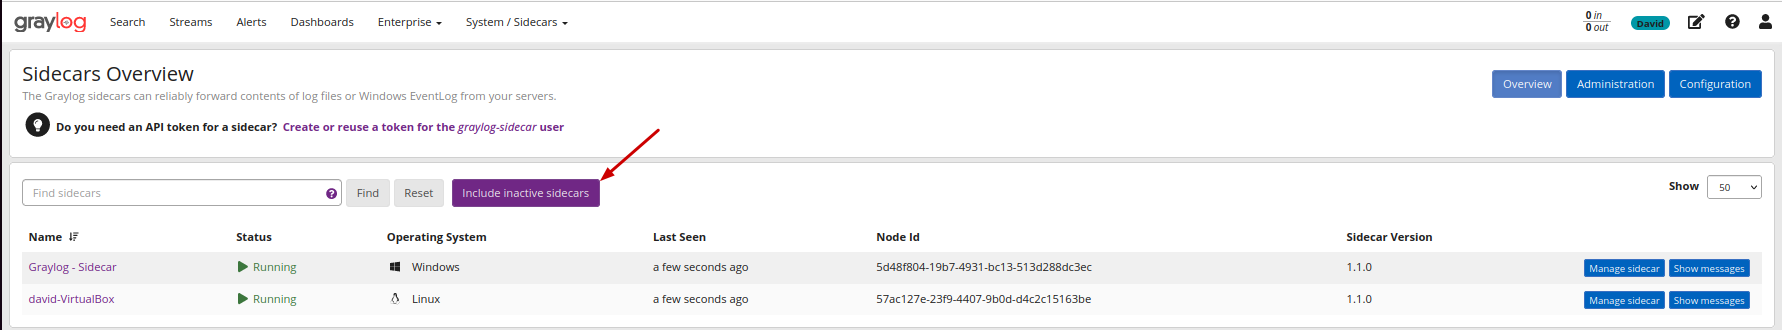 graylog Search Streams Alerts Dashboards Enterprise System / Sidecars 0 in David
0 out
Sidecars Overview
Overview Administration Configuration
The Graylog sidecars can reliably forward contents of log files or Windows EventLog from your servers.
Do you need an API token for a sidecar? Create or reuse a token for the graylog-sidecar user
Find sidecars ? Find Reset Include inactive sidecars Show 50
Name Status Operating System Last Seen Node Id Sidecar Version
Graylog - Sidecar Running Windows a few seconds ago 5d48f804-19b7-4931-bc13-513d288dc3ec 1.1.0 Manage sidecar Show messages
david-VirtualBox Running Linux a few seconds ago 57ac127e-23f9-4407-9b0d-d4c2c15163be 1.1.0 Manage sidecar Show messages